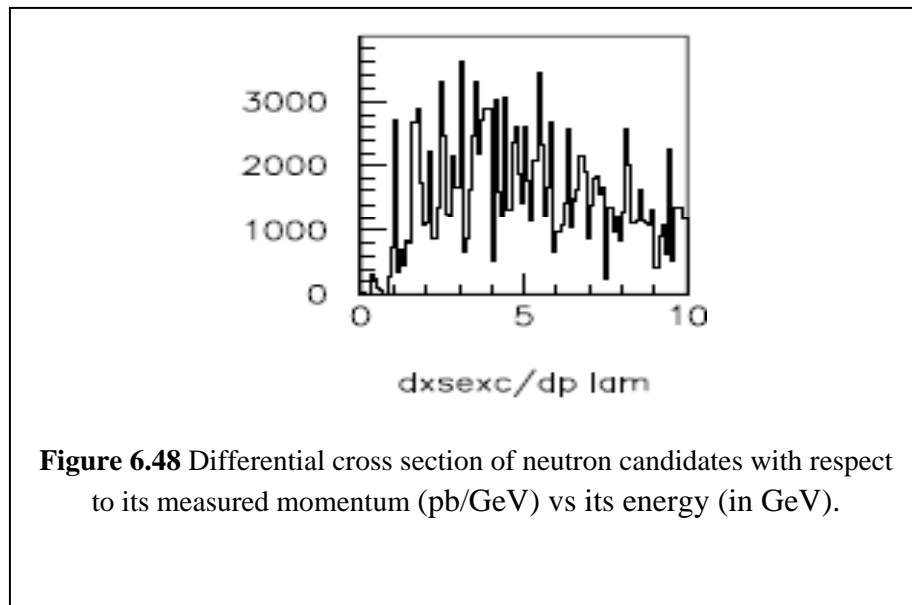 3000
2000
1000
0
0 5 10
dxsexc/dp lam
Figure 6.48 Differential cross section of neutron candidates with respect
to its measured momentum (pb/GeV) vs its energy (in GeV).